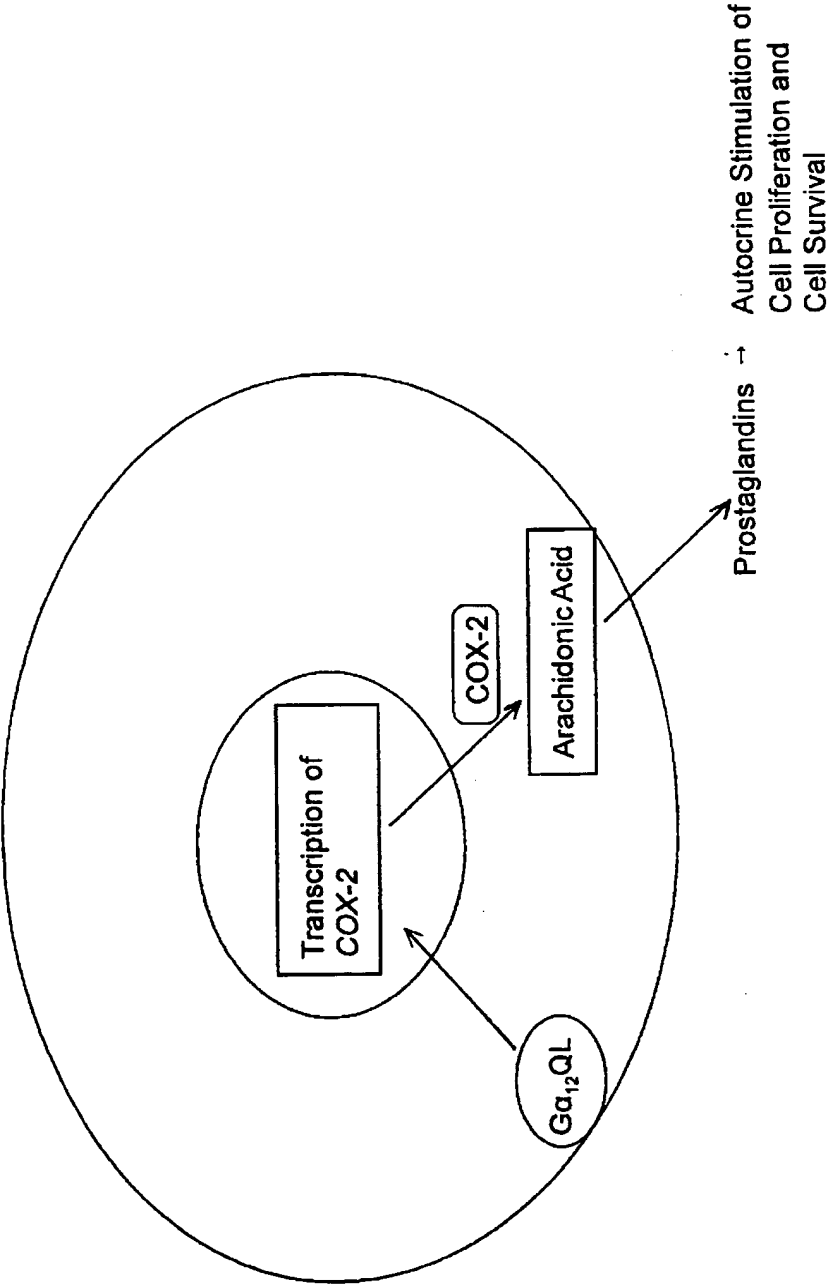 Transcription of
COX-2
COX-2
Gα₁₂QL
Arachidonic Acid
Prostaglandins → Autocrine Stimulation of
Cell Proliferation and
Cell Survival